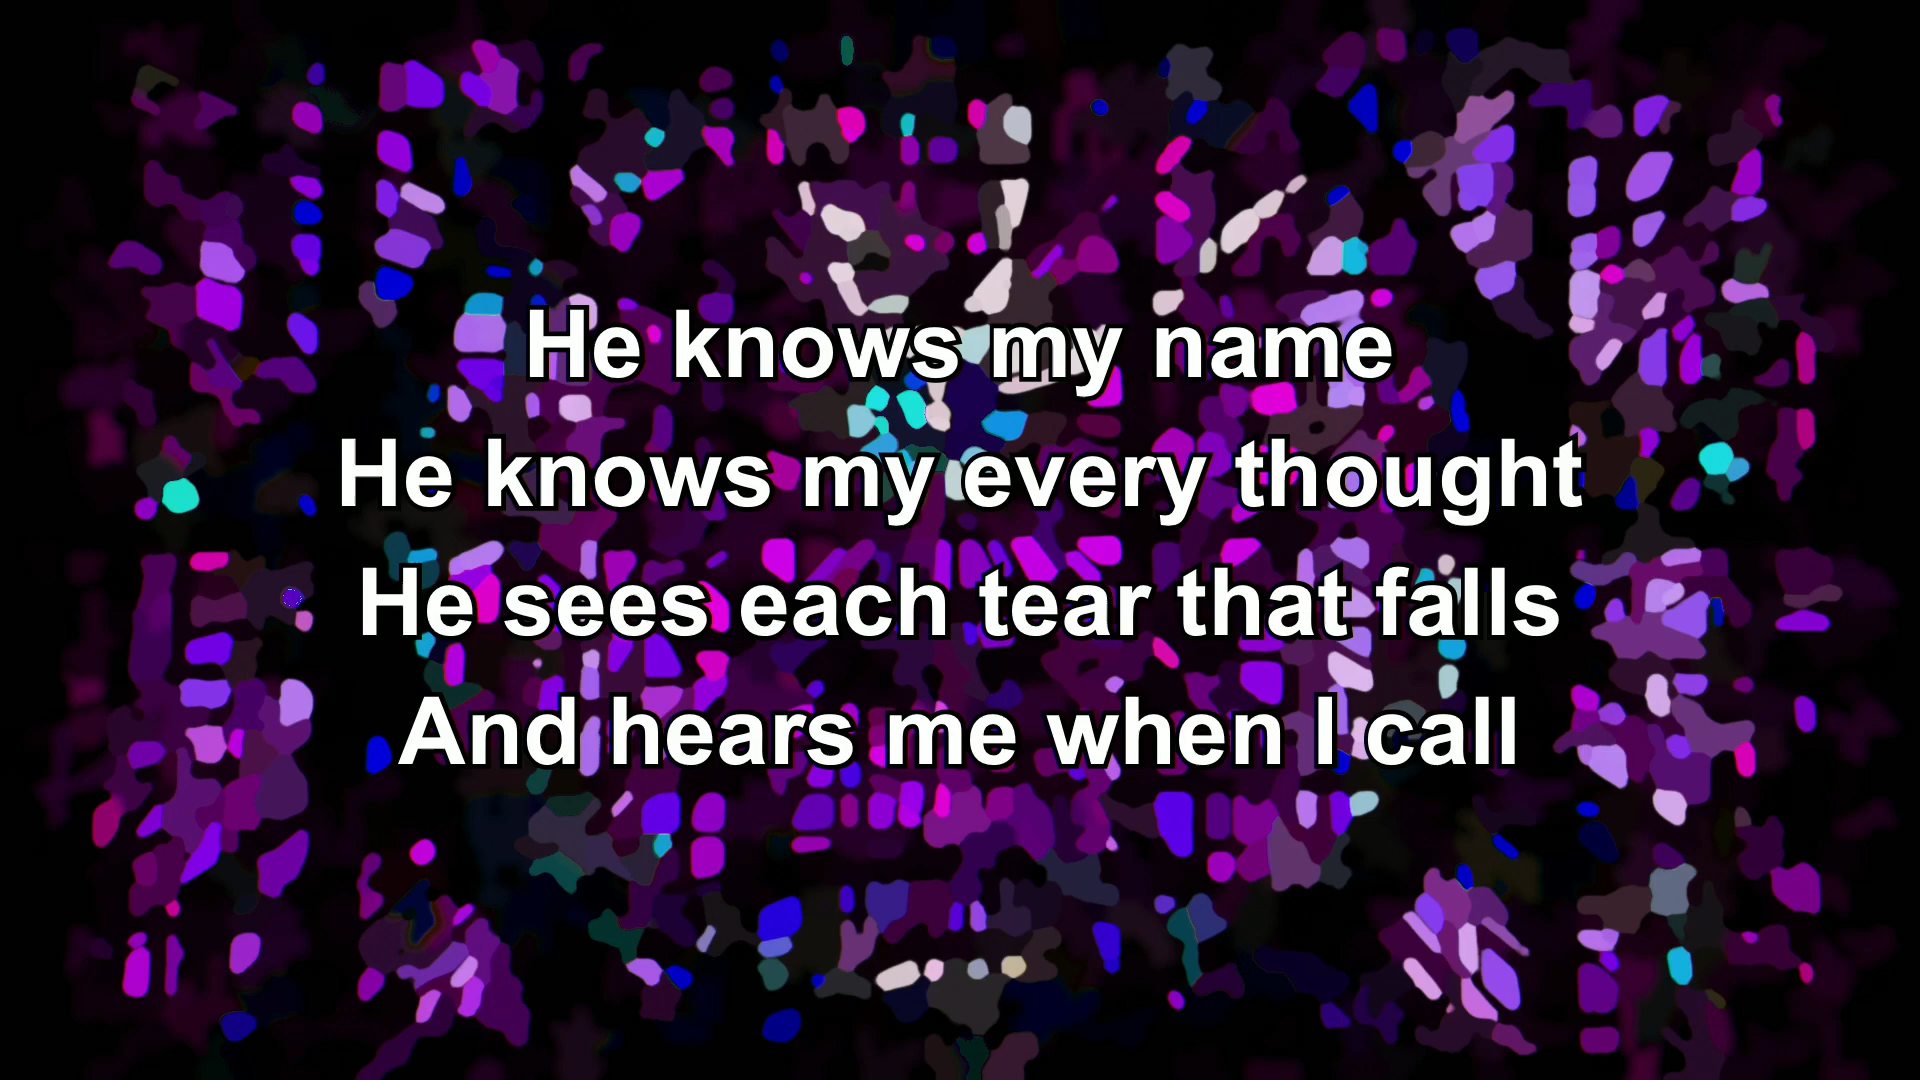 He knows my name
He knows my every thought
He sees each tear that falls
And hears me when I call